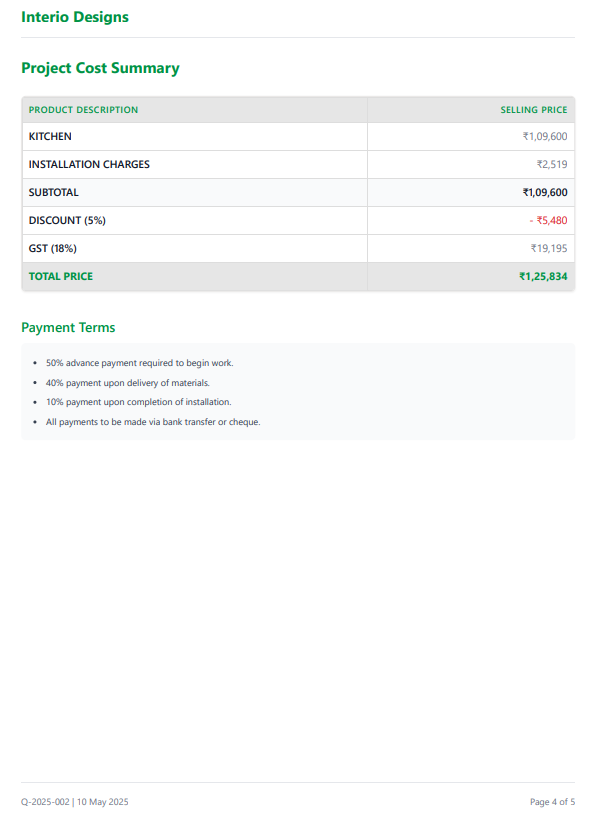 Interio Designs
Project Cost Summary
PRODUCT DESCRIPTION SELLING PRICE
KITCHEN ₹1,09,600
INSTALLATION CHARGES ₹2,519
SUBTOTAL ₹1,09,600
DISCOUNT (5%) - ₹5,480
GST (18%) ₹19,195
TOTAL PRICE ₹1,25,834
Payment Terms
• 50% advance payment required to begin work.
• 40% payment upon delivery of materials.
• 10% payment upon completion of installation.
• All payments to be made via bank transfer or cheque.
Q-2025-002 | 10 May 2025 Page 4 of 5